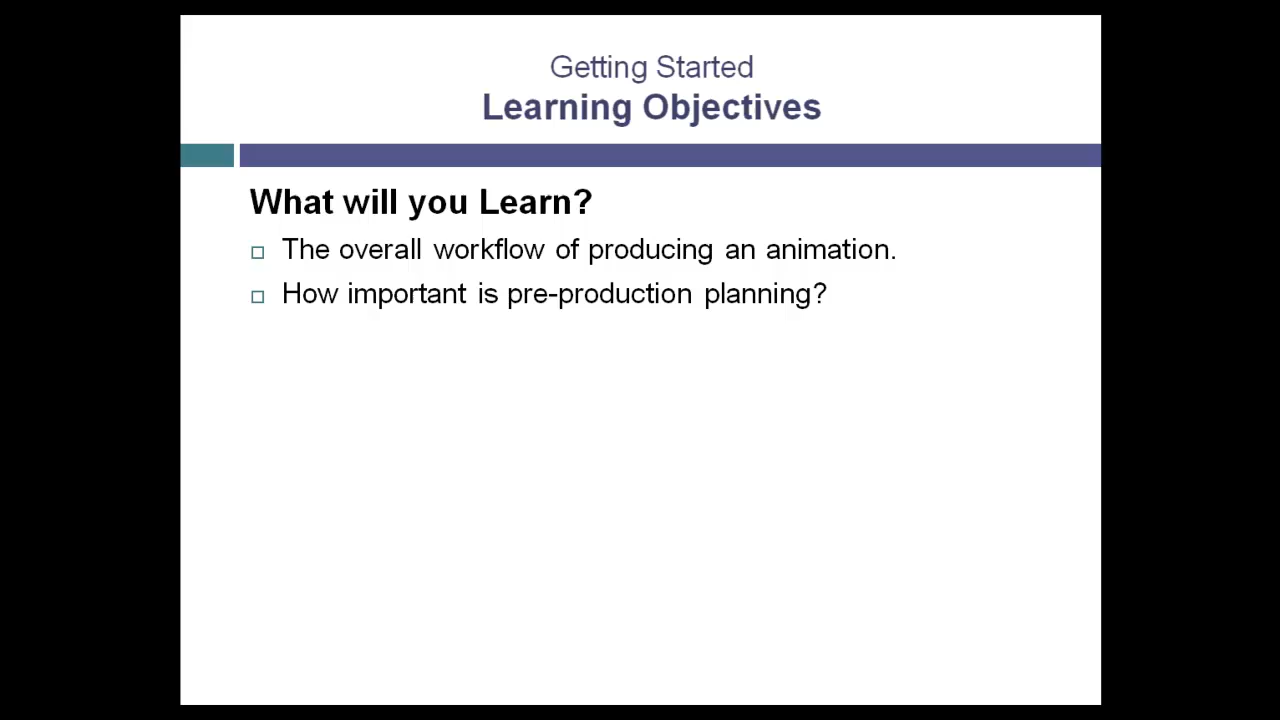 Getting Started
Learning Objectives
What will you Learn?
The overall workflow of producing an animation.
How important is pre-production planning?